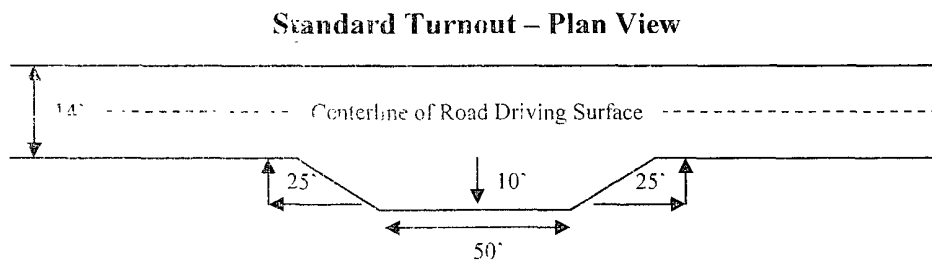 Standard Turnout – Plan View
14`
Centerline of Road Driving Surface
25` 10` 25`
50`